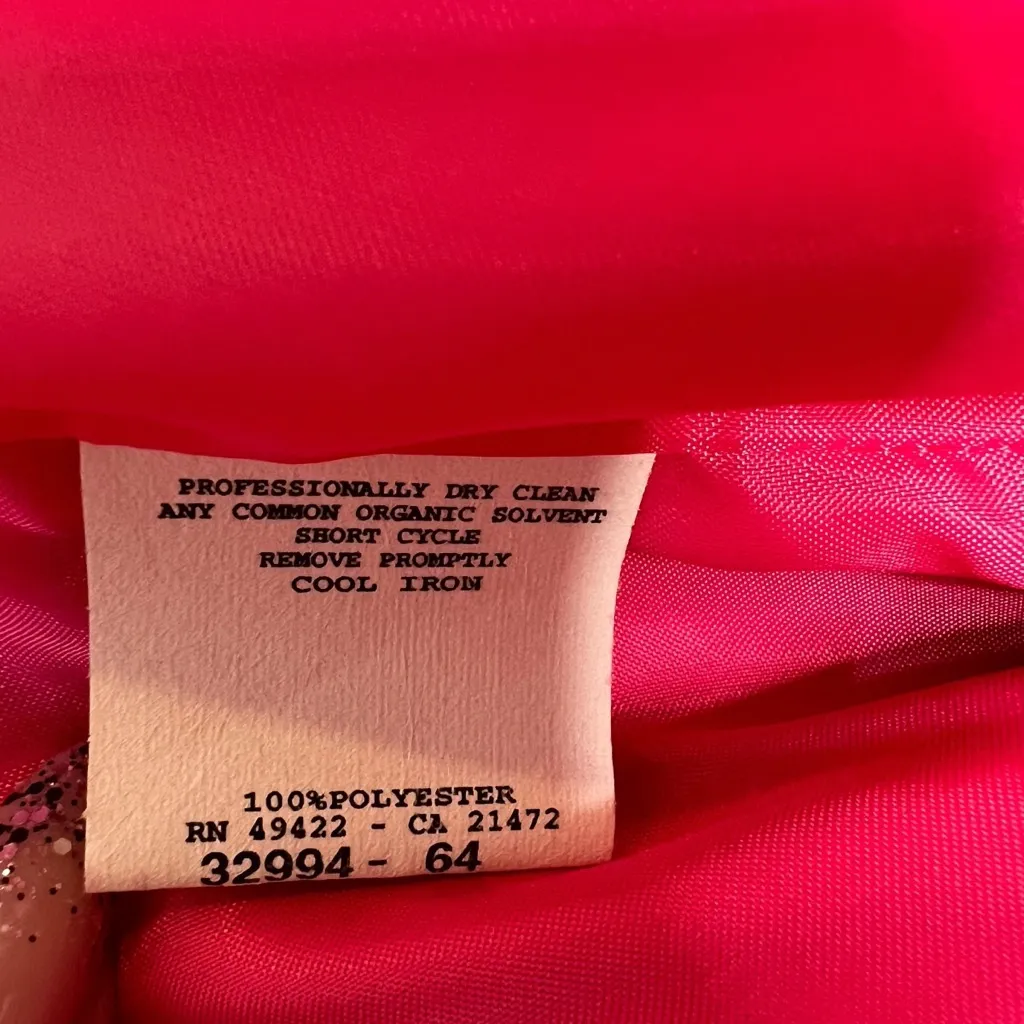 PROFESSIONALLY DRY CLEAN
ANY COMMON ORGANIC SOLVENT
SHORT CYCLE
REMOVE PROMPTLY
COOL IRON
100%POLYESTER
RN 49422 - CA 21472
32994- 64